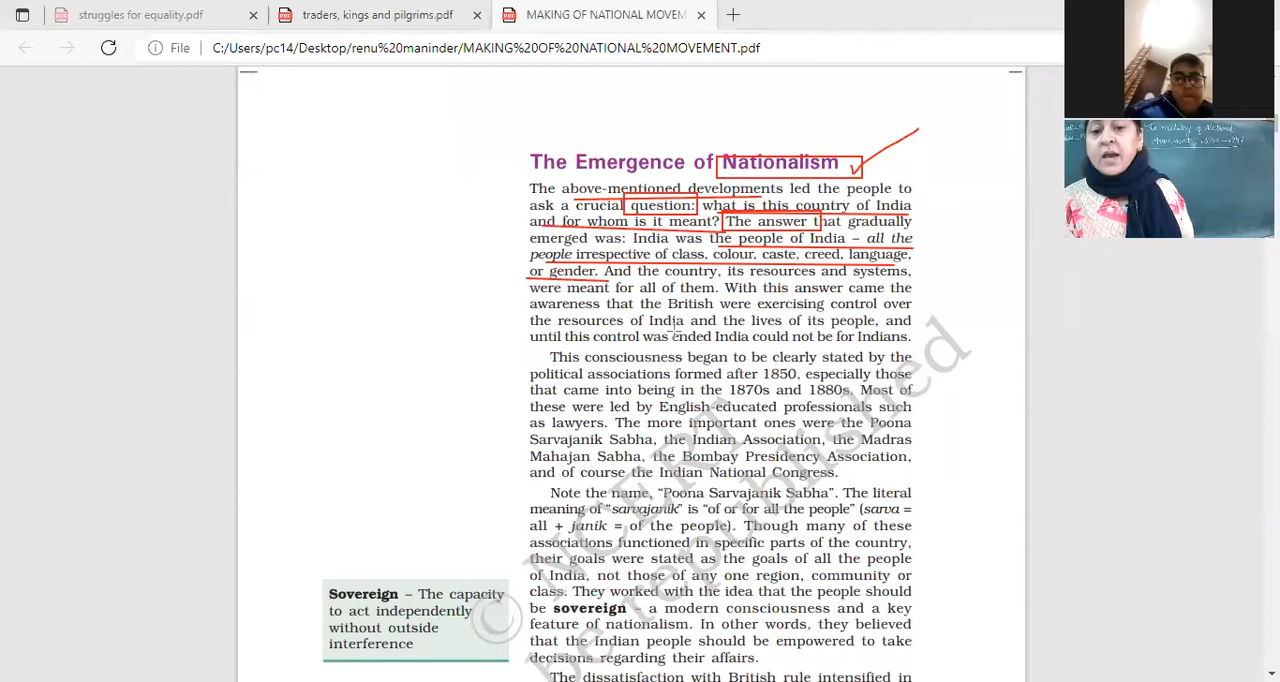 struggles for equality.pdf
traders, kings and pilgrims.pdf
MAKING OF NATIONAL MOVEM
File
C:/Users/pc14/Desktop/renu%20maninder/MAKING%20OF%20NATIONAL%20MOVEMENT.pdf
The Emergence of Nationalism
The above-mentioned developments led the people to
ask a crucial question: what is this country of India
and for whom is it meant? The answer that gradually
emerged was: India was the people of India – all the
people irrespective of class, colour, caste, creed, language,
or gender. And the country, its resources and systems,
were meant for all of them. With this answer came the
awareness that the British were exercising control over
the resources of India and the lives of its people, and
until this control was ended India could not be for Indians.
This consciousness began to be clearly stated by the
political associations formed after 1850, especially those
that came into being in the 1870s and 1880s. Most of
these were led by English-educated professionals such
as lawyers. The more important ones were the Poona
Sarvajanik Sabha, the Indian Association, the Madras
Mahajan Sabha, the Bombay Presidency Association,
and of course the Indian National Congress.
Note the name, “Poona Sarvajanik Sabha”. The literal
meaning of “sarvajanik” is “of or for all the people” (sarva =
all + janik = of the people). Though many of these
associations functioned in specific parts of the country,
their goals were stated as the goals of all the people
of India, not those of any one region, community or
class. They worked with the idea that the people should
be sovereign – a modern consciousness and a key
feature of nationalism. In other words, they believed
that the Indian people should be empowered to take
decisions regarding their affairs.
The dissatisfaction with British rule intensified in
Sovereign – The capacity
to act independently
without outside
interference
© NCERT
be republished
The making of National
Movement